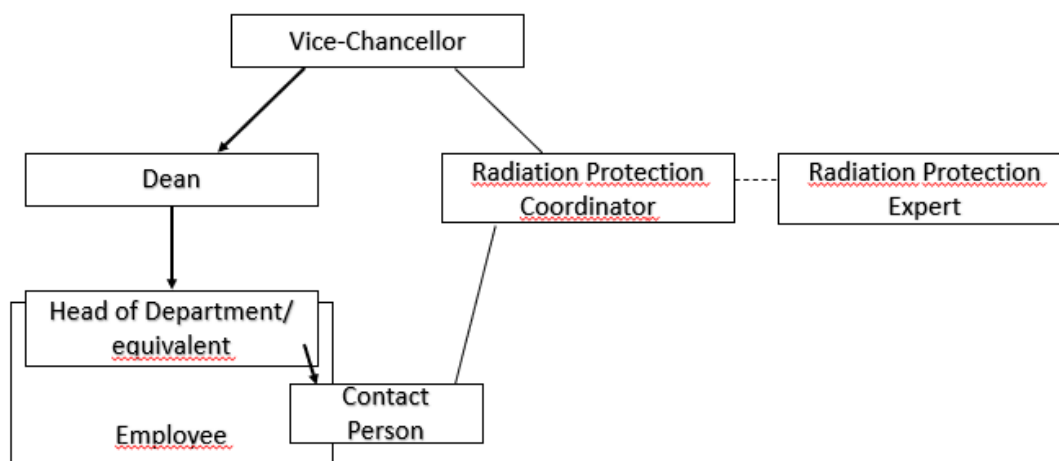 Vice-Chancellor
Dean
Radiation Protection
Coordinator
Radiation Protection
Expert
Head of Department/
equivalent
Contact
Person
Employee